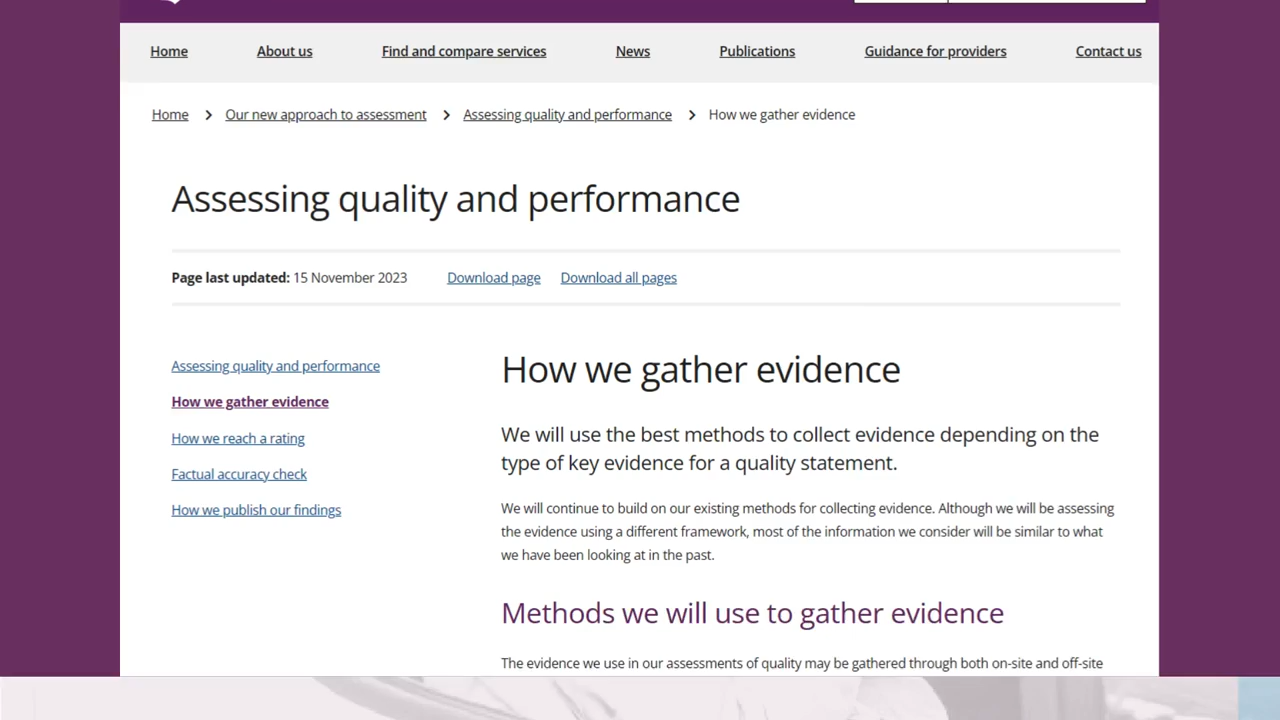 Home About us Find and compare services News Publications Guidance for providers Contact us
Home > Our new approach to assessment > Assessing quality and performance > How we gather evidence
Assessing quality and performance
Page last updated: 15 November 2023 Download page Download all pages
Assessing quality and performance
How we gather evidence
How we reach a rating
Factual accuracy check
How we publish our findings
How we gather evidence
We will use the best methods to collect evidence depending on the
type of key evidence for a quality statement.
We will continue to build on our existing methods for collecting evidence. Although we will be assessing
the evidence using a different framework, most of the information we consider will be similar to what
we have been looking at in the past.
Methods we will use to gather evidence
The evidence we use in our assessments of quality may be gathered through both on-site and off-site